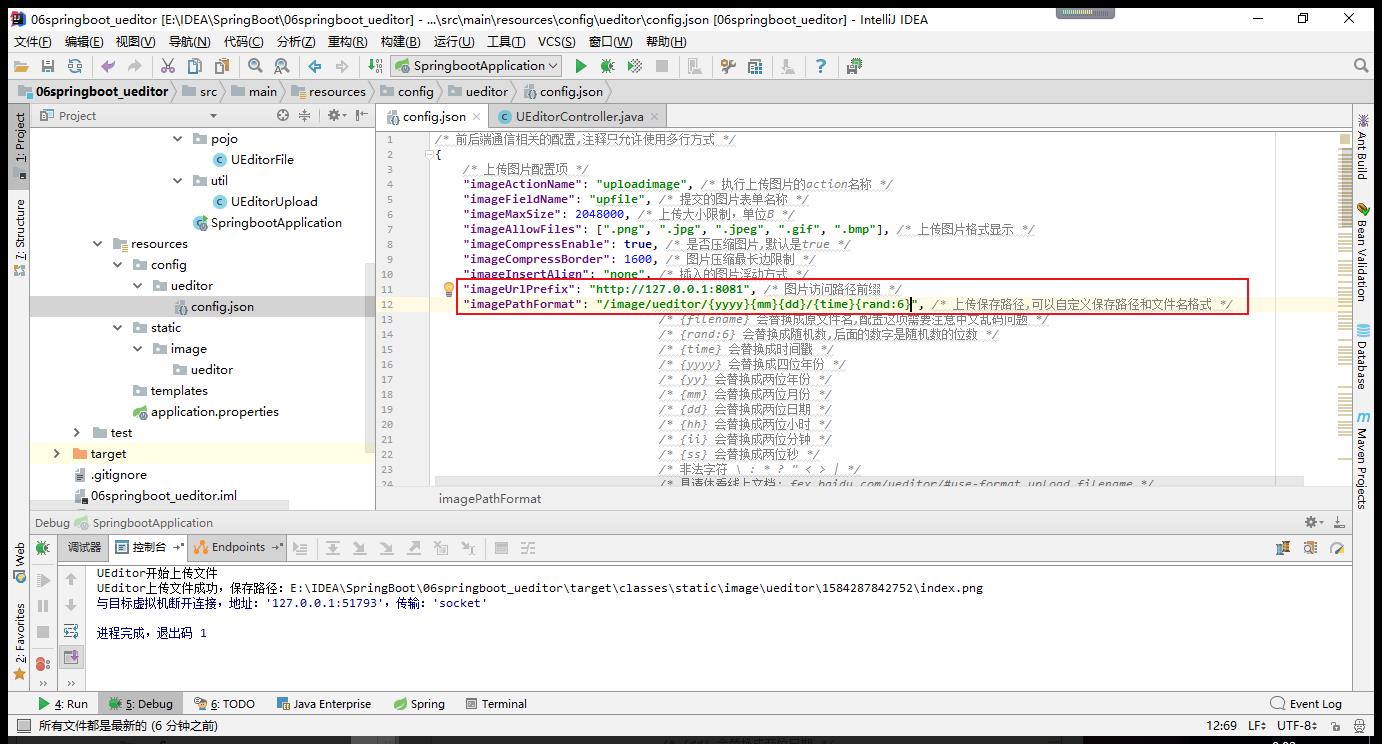 06springboot_ueditor [E:\IDEA\SpringBoot\06springboot_ueditor] - ...\src\main\resources\config\ueditor\config.json [06springboot_ueditor] - IntelliJ IDEA
文件(F) 编辑(E) 视图(V) 导航(N) 代码(C) 分析(Z) 重构(R) 构建(B) 运行(U) 工具(T) VCS(S) 窗口(W) 帮助(H)
SpringbootApplication
06springboot_ueditor src main resources config ueditor config.json
Project
config.json
UEditorController.java
1: Project
7: Structure
pojo
UEditorFile
util
UEditorUpload
SpringbootApplication
resources
config
ueditor
config.json
static
image
ueditor
templates
application.properties
test
target
.gitignore
06springboot_ueditor.iml
1 /* 前后端通信相关的配置,注释只允许使用多行方式 */
2 {
3 /* 上传图片配置项 */
4 "imageActionName": "uploadimage", /* 执行上传图片的action名称 */
5 "imageFieldName": "upfile", /* 提交的图片表单名称 */
6 "imageMaxSize": 2048000, /* 上传大小限制，单位B */
7 "imageAllowFiles": [".png", ".jpg", ".jpeg", ".gif", ".bmp"], /* 上传图片格式显示 */
8 "imageCompressEnable": true, /* 是否压缩图片,默认是true */
9 "imageCompressBorder": 1600, /* 图片压缩最长边限制 */
10 "imageInsertAlign": "none", /* 插入的图片浮动方式 */
11 "imageUrlPrefix": "http://127.0.0.1:8081", /* 图片访问路径前缀 */
12 "imagePathFormat": "/image/ueditor/{yyyy}{mm}{dd}/{time}{rand:6}", /* 上传保存路径,可以自定义保存路径和文件名格式 */
13 /* {filename} 会替换成原文件名,配置这项需要注意中文乱码问题 */
14 /* {rand:6} 会替换成随机数,后面的数字是随机数的位数 */
15 /* {time} 会替换成时间戳 */
16 /* {yyyy} 会替换成四位年份 */
17 /* {yy} 会替换成两位年份 */
18 /* {mm} 会替换成两位月份 */
19 /* {dd} 会替换成两位日期 */
20 /* {hh} 会替换成两位小时 */
21 /* {ii} 会替换成两位分钟 */
22 /* {ss} 会替换成两位秒 */
23 /* 非法字符 \ : * ? " < > | */
24 /* 具请体看线上文档: fex.baidu.com/ueditor/#use-format_upload_filename */
imagePathFormat
Ant Build
Bean Validation
Database
Maven Projects
Debug SpringbootApplication
调试器 控制台 Endpoints
Web
2: Favorites
UEditor开始上传文件
UEditor上传文件成功，保存路径：E:\IDEA\SpringBoot\06springboot_ueditor\target\classes\static\image\ueditor\1584287842752\index.png
与目标虚拟机断开连接，地址：'127.0.0.1:51793'，传输：'socket'
进程完成，退出码 1
4: Run 5: Debug 6: TODO Java Enterprise Spring Terminal Event Log
所有文件都是最新的 (6 分钟之前) 12:69 LF UTF-8